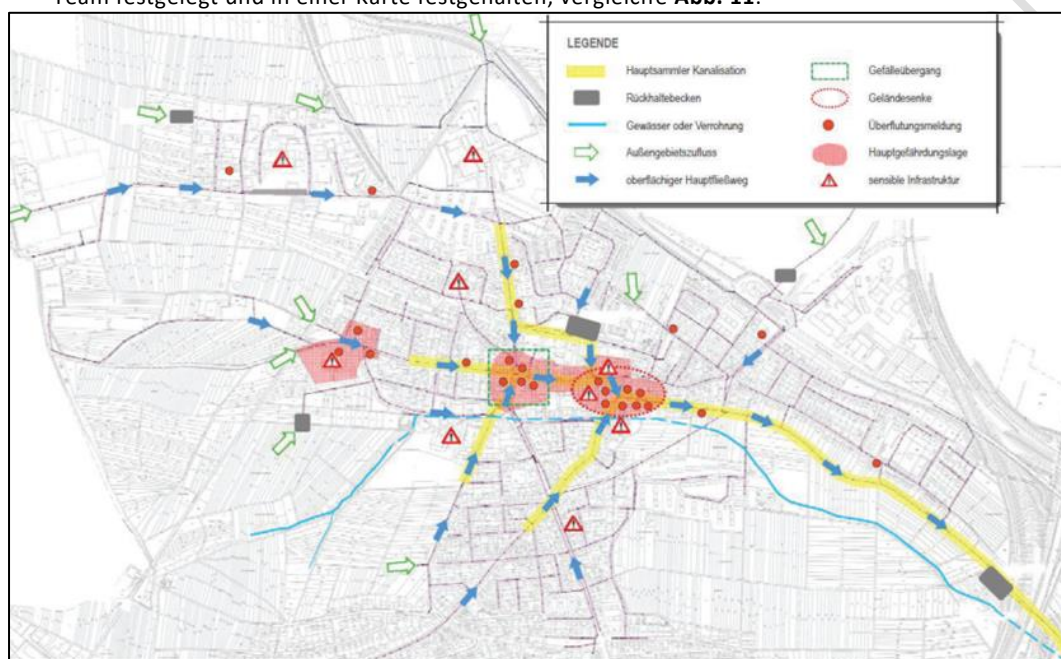 Team festgelegt und in einer Karte festgehalten, vergleiche Abb. 11.
LEGENDE
Hauptsammler Kanalisation
Rückhaltebecken
Gewässer oder Verrohrung
Außengebietszufluss
oberflächiger Hauptfließweg
Gefälleübergang
Geländesenke
Überflutungsmeldung
Hauptgefährdungslage
sensible Infrastruktur